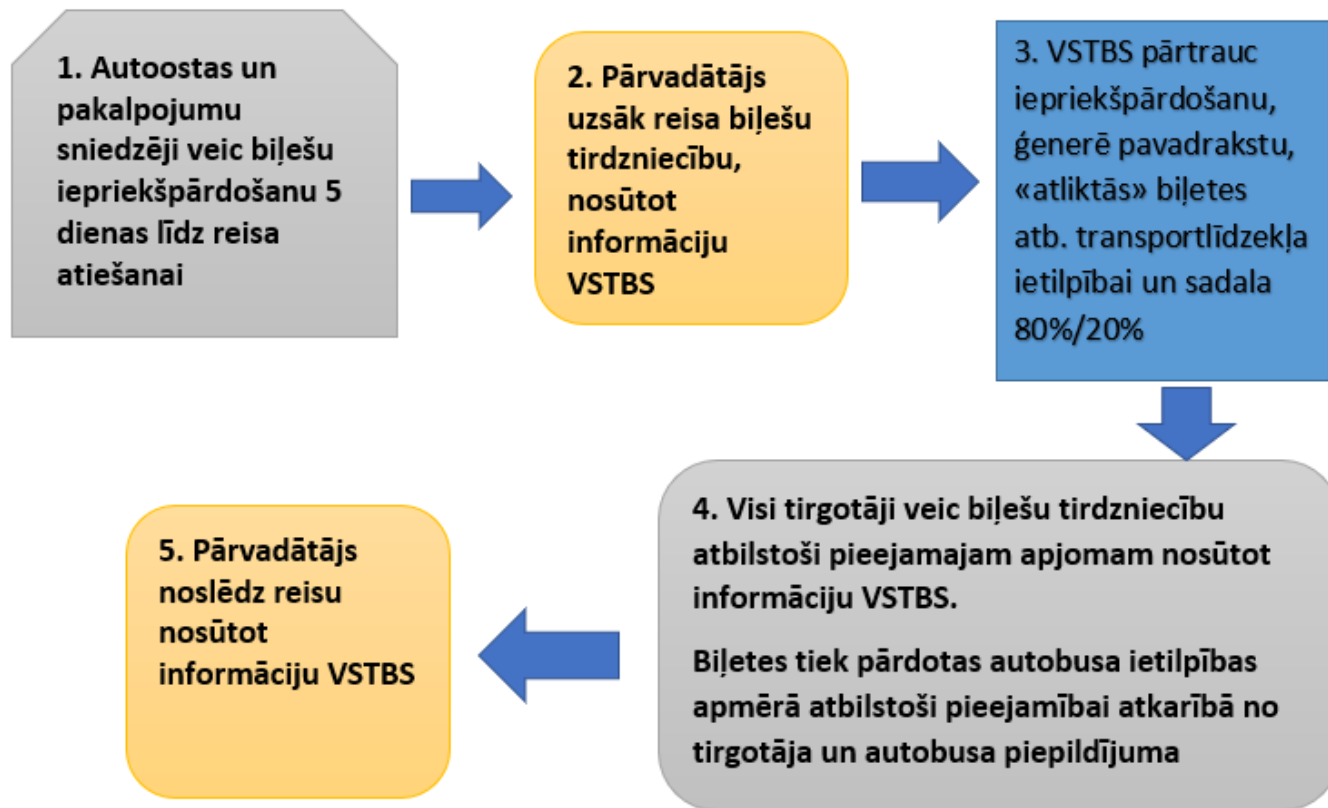 1. Autoostas un
pakalpojumu
sniedzēji veic biļešu
iepriekšpārdošanu 5
dienas līdz reisa
atiešanai
2. Pārvadātājs
uzsāk reisa biļešu
tirdzniecību,
nosūtot
informāciju
VSTBS
3. VSTBS pārtrauc
iepriekšpārdošanu,
ģenerē pavadrakstu,
«atliktās» biļetes
atb. transportlīdzekļa
ietilpībai un sadala
80%/20%
4. Visi tirgotāji veic biļešu tirdzniecību
atbilstoši pieejamajam apjomam nosūtot
informāciju VSTBS.
Biļetes tiek pārdotas autobusa ietilpības
apmērā atbilstoši pieejamībai atkarībā no
tirgotāja un autobusa piepildījuma
5. Pārvadātājs
noslēdz reisu
nosūtot
informāciju VSTBS